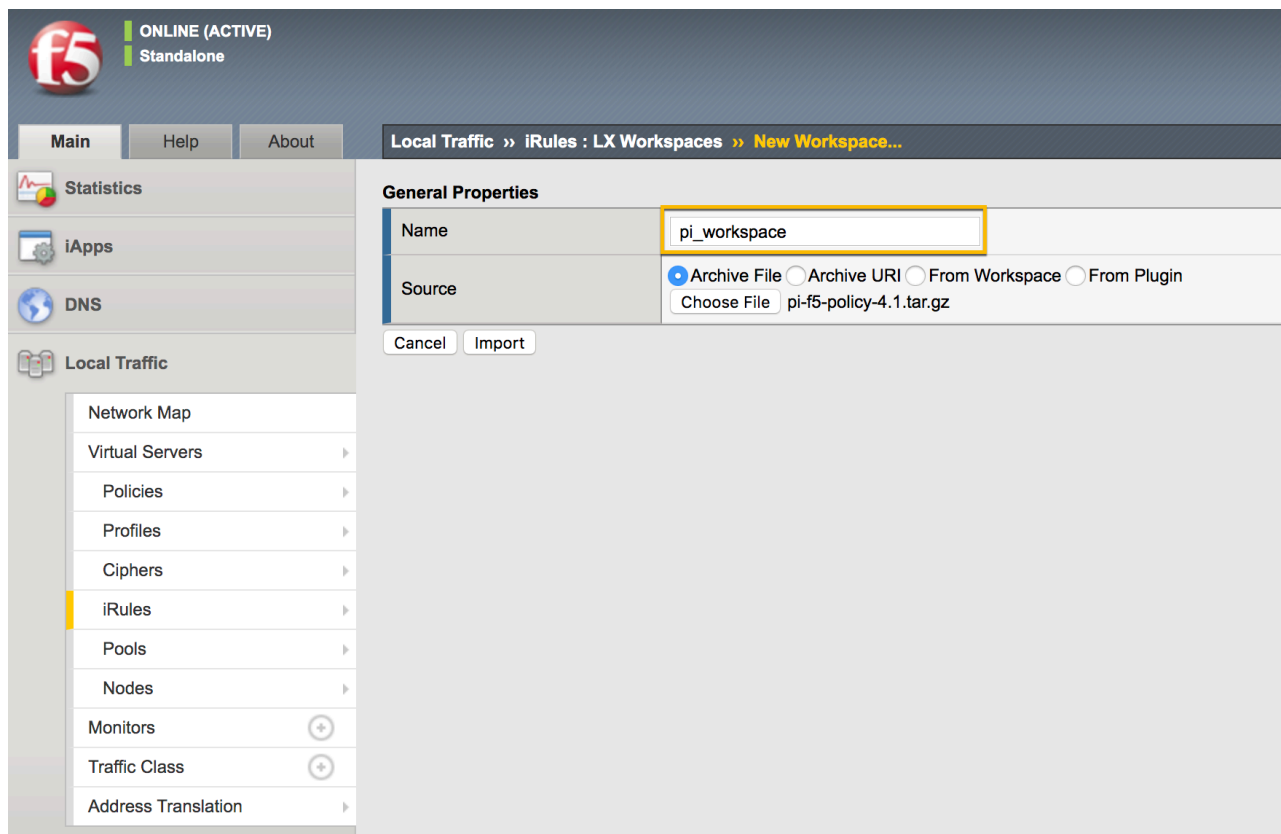 f5
ONLINE (ACTIVE)
Standalone
Main Help About
Local Traffic ›› iRules : LX Workspaces ›› New Workspace...
Statistics
iApps
DNS
Local Traffic
Network Map
Virtual Servers
Policies
Profiles
Ciphers
iRules
Pools
Nodes
Monitors
Traffic Class
Address Translation
General Properties
Name pi_workspace
Source Archive File Archive URI From Workspace From Plugin
Choose File pi-f5-policy-4.1.tar.gz
Cancel Import